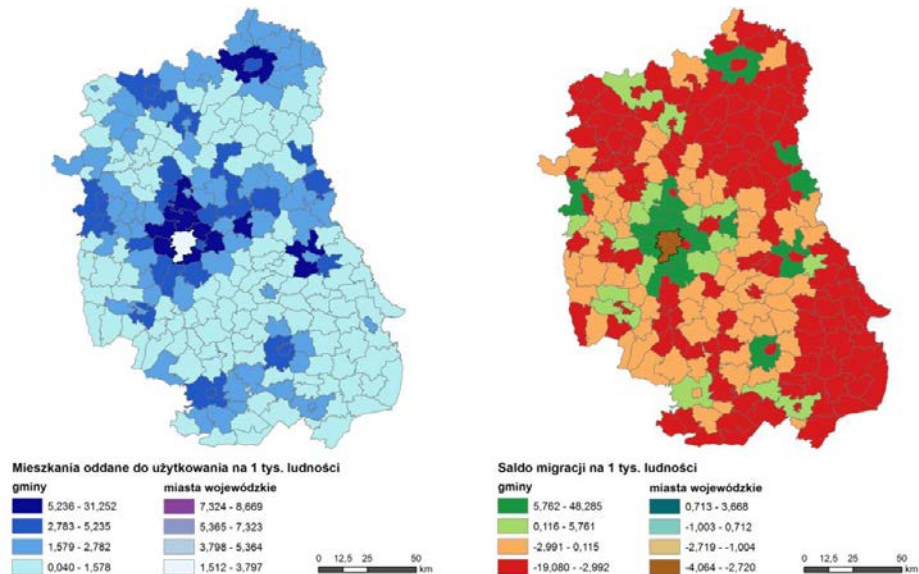 Mieszkania oddane do użytkowania na 1 tys. ludności
gminy
miasta wojewódzkie
5,236 - 31,252
7,324 - 8,669
2,783 - 5,235
5,365 - 7,323
1,579 - 2,782
3,798 - 5,364
0,040 - 1,578
1,512 - 3,797
0 12,5 25 50
km
Saldo migracji na 1 tys. ludności
gminy
miasta wojewódzkie
5,762 - 48,285
0,713 - 3,668
0,116 - 5,761
-1,003 - 0,712
-2,991 - 0,115
-2,719 - -1,004
-19,080 - -2,992
-4,064 - -2,720
0 12,5 25 50
km